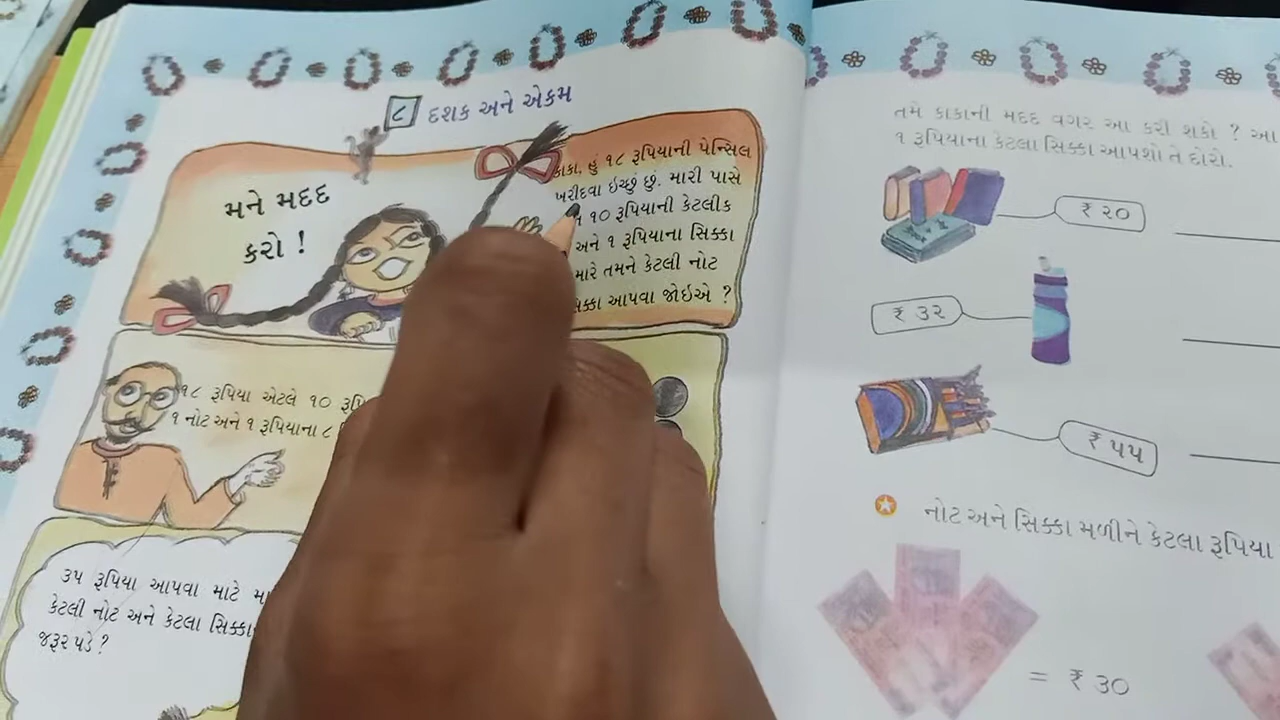 ૮ દશક અને એકમ
મને મદદ
કરો !
કાકા, હું ૧૮ રૂપિયાની પેન્સિલ
ખરીદવા ઇચ્છું છું. મારી પાસે
૧૦ રૂપિયાની કેટલીક
અને ૧ રૂપિયાના સિક્કા
મારે તમને કેટલી નોટ
આપવા જોઇએ ?
૧૮ રૂપિયા એટલે ૧૦
૧ નોટ અને ૧ રૂપિયાના ૮
૩૫ રૂપિયા આપવા માટે
કેટલી નોટ અને કેટલા સિક્કા
જરૂર પડે ?
તમે કાકાની મદદ વગર આ કરી શકો ? આ
૧ રૂપિયાના કેટલા સિક્કા આપશો તે દોરો.
₹ ૨૦
₹ ૩૨
₹ ૫૫
નોટ અને સિક્કા મળીને કેટલા રૂપિયા
= ₹ ૩૦